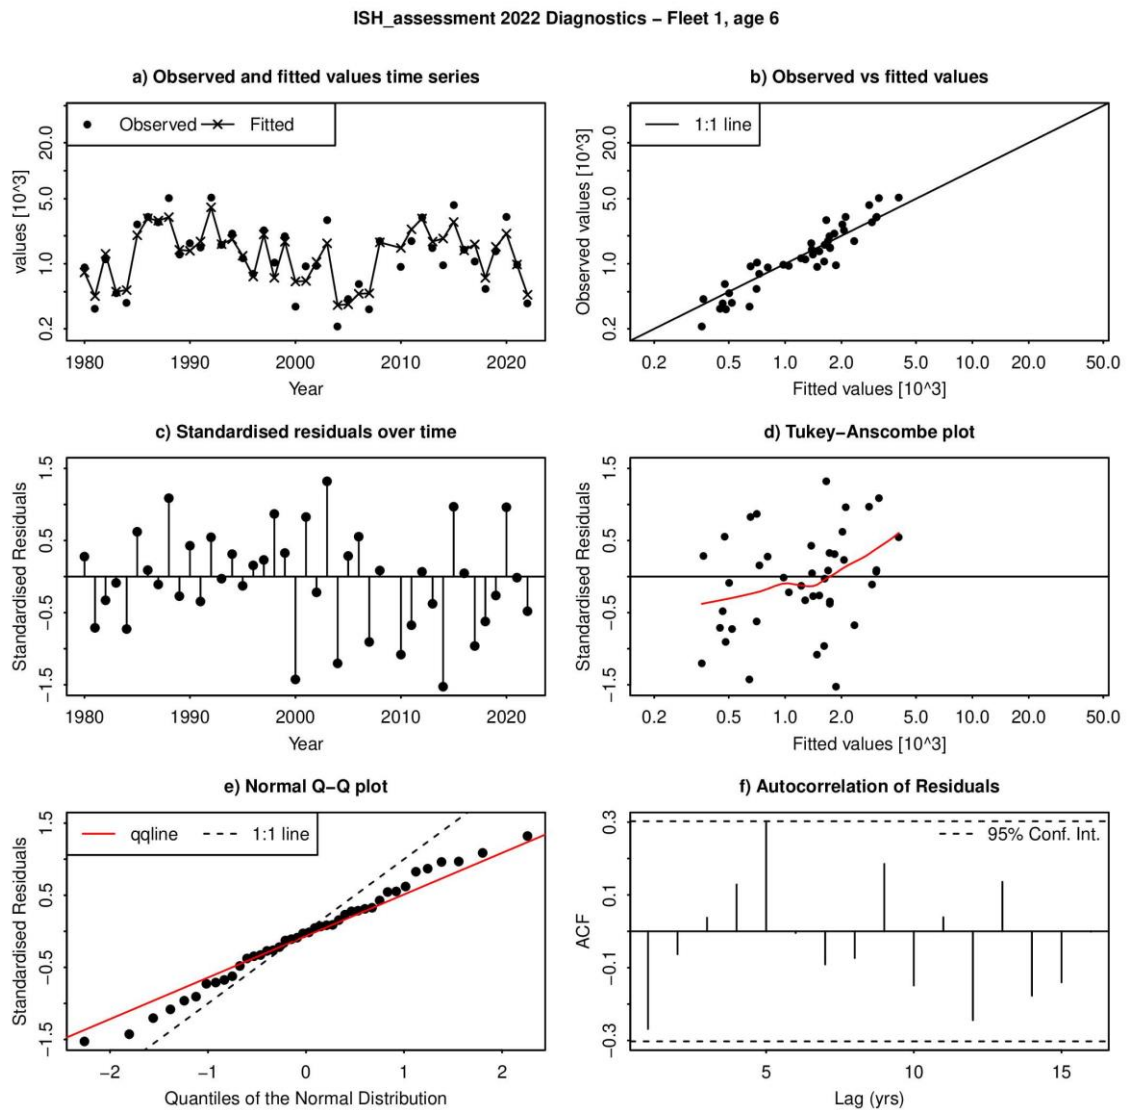 ISH_assessment 2022 Diagnostics − Fleet 1, age 6
a) Observed and fitted values time series
Observed
Fitted
values [10^3]
20.0
5.0
1.0
0.2
1980 1990 2000 2010 2020
Year
b) Observed vs fitted values
1:1 line
Observed values [10^3]
20.0
5.0
1.0
0.2
0.2 0.5 1.0 2.0 5.0 10.0 20.0 50.0
Fitted values [10^3]
c) Standardised residuals over time
Standardised Residuals
1.5
0.5
−0.5
−1.5
1980 1990 2000 2010 2020
Year
d) Tukey−Anscombe plot
Standardised Residuals
1.5
0.5
−0.5
−1.5
0.2 0.5 1.0 2.0 5.0 10.0 20.0 50.0
Fitted values [10^3]
e) Normal Q−Q plot
qqline
1:1 line
Standardised Residuals
1.5
0.5
−0.5
−1.5
−2 −1 0 1 2
Quantiles of the Normal Distribution
f) Autocorrelation of Residuals
95% Conf. Int.
ACF
0.3
0.1
−0.1
−0.3
5 10 15
Lag (yrs)